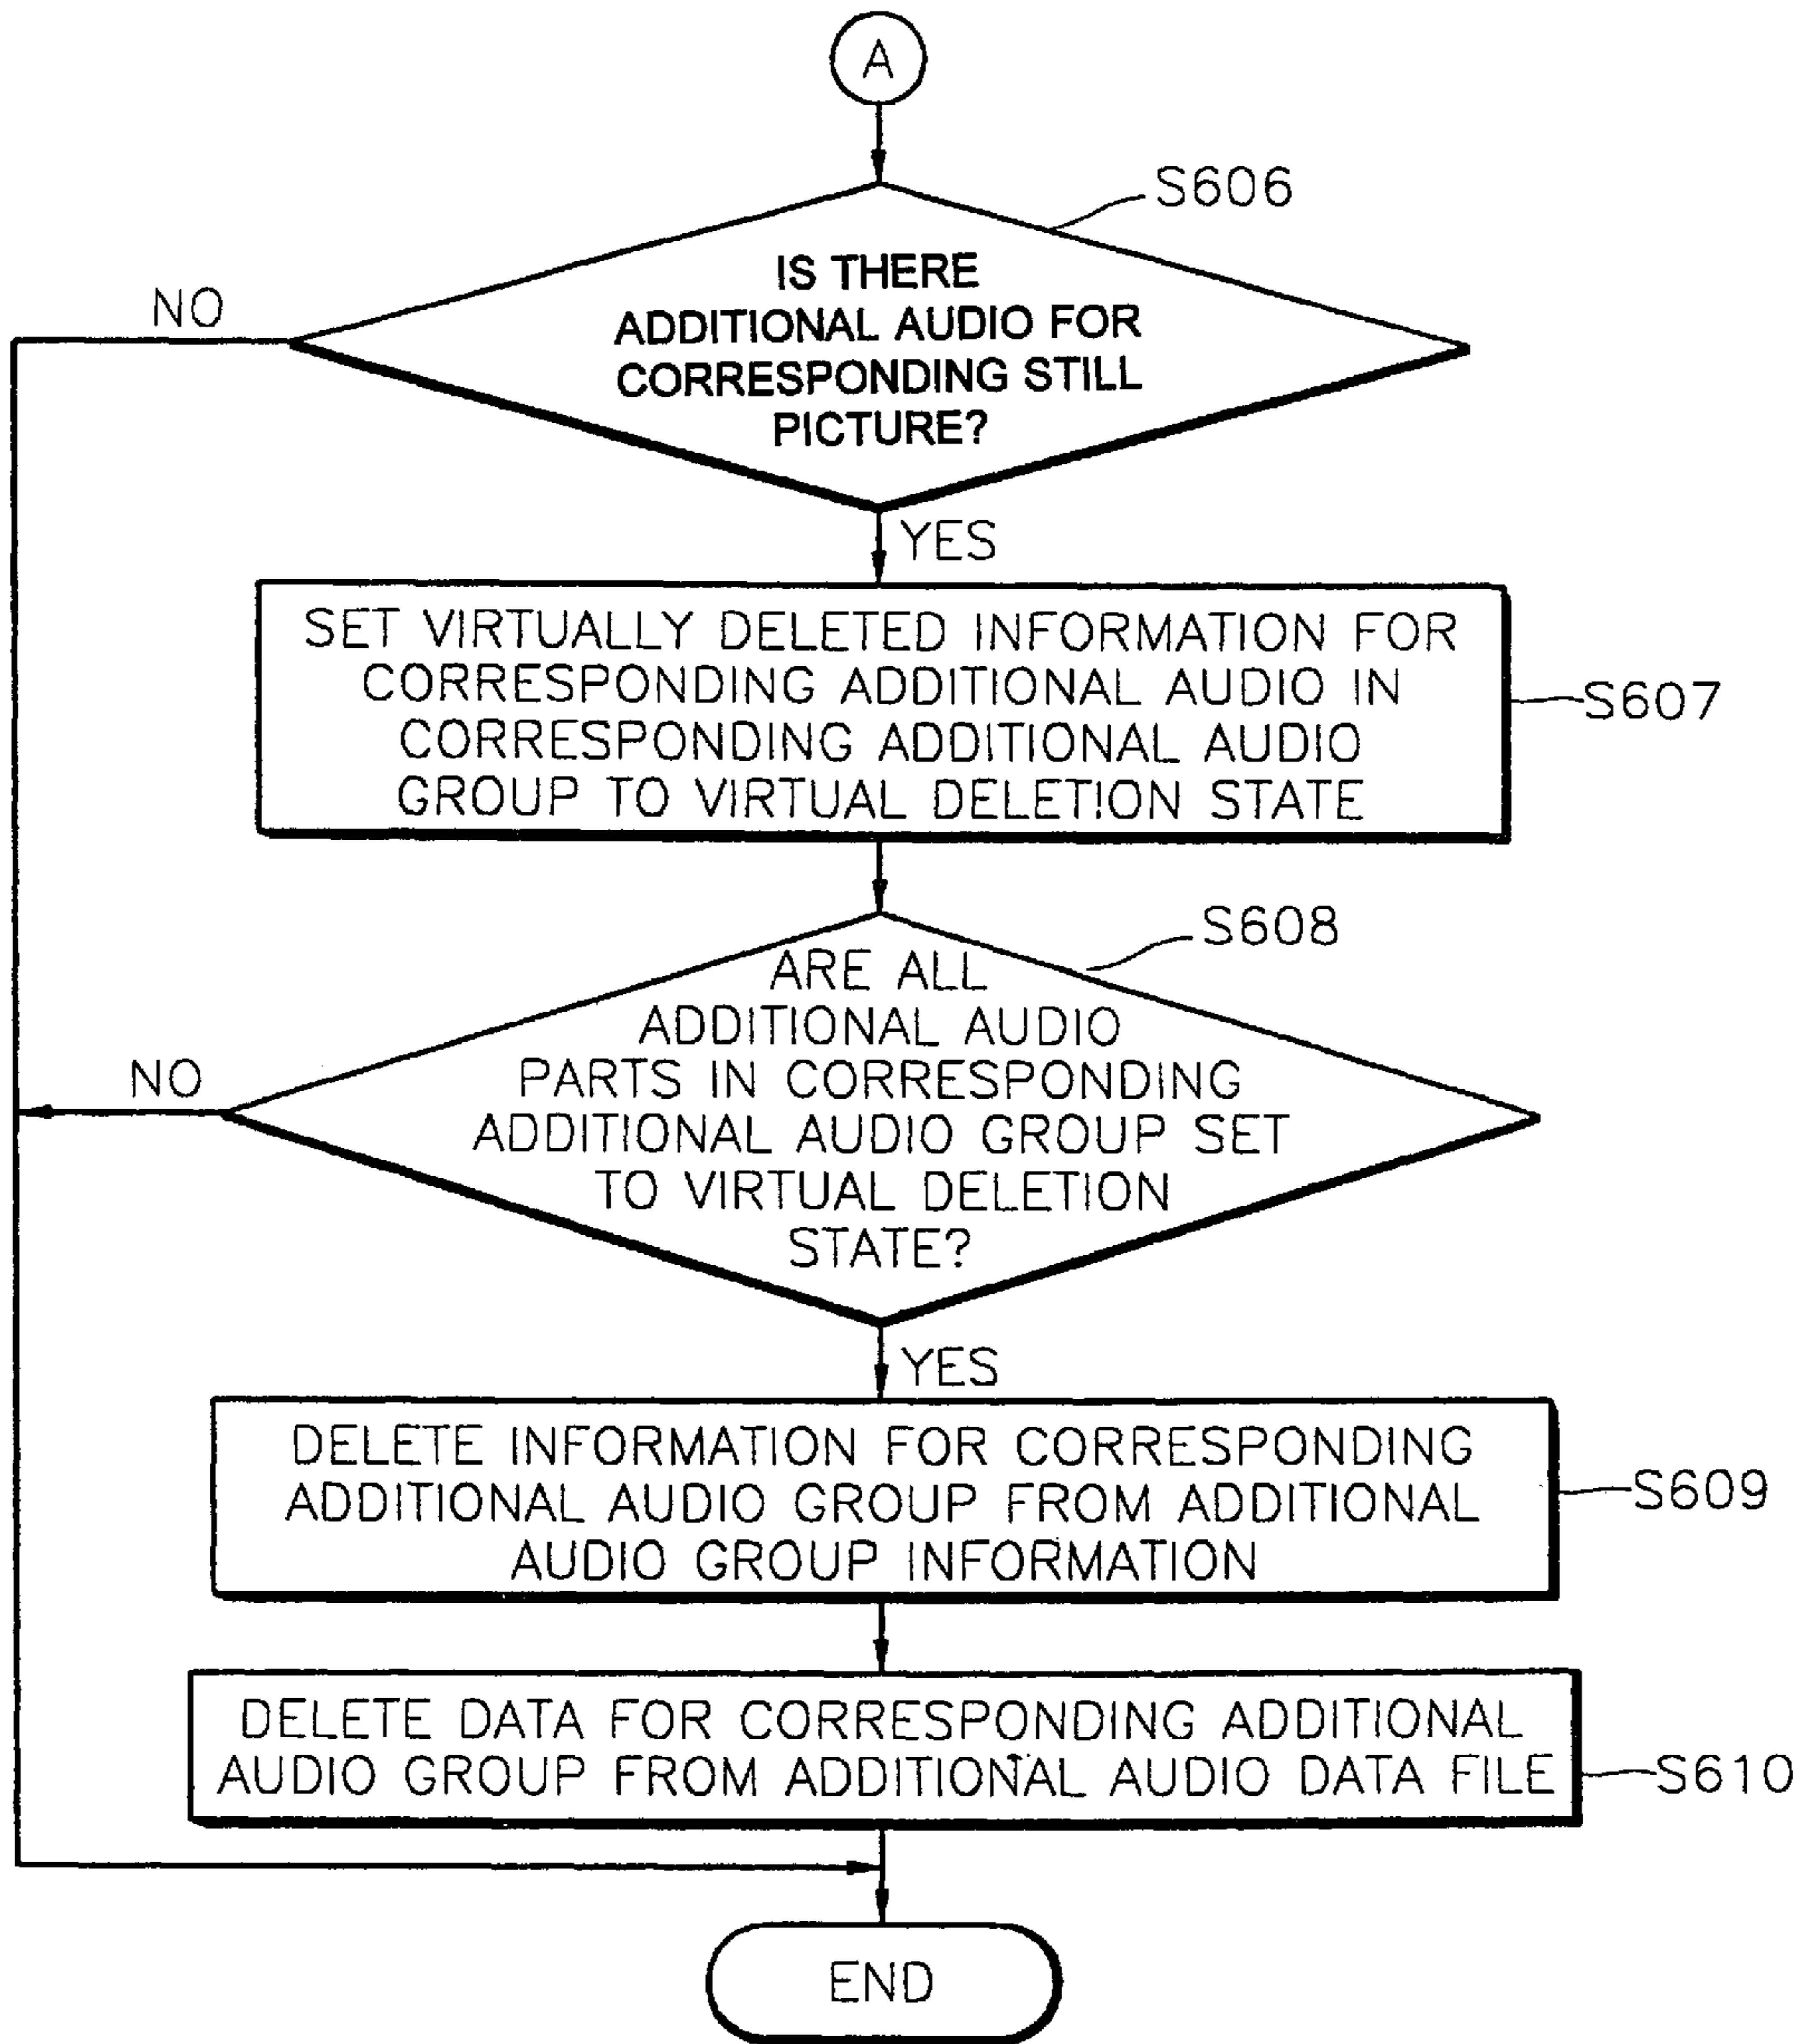 A
S606
IS THERE
ADDITIONAL AUDIO FOR
CORRESPONDING STILL
PICTURE?
NO
YES
SET VIRTUALLY DELETED INFORMATION FOR
CORRESPONDING ADDITIONAL AUDIO IN
CORRESPONDING ADDITIONAL AUDIO
GROUP TO VIRTUAL DELETION STATE
S607
S608
ARE ALL
ADDITIONAL AUDIO
PARTS IN CORRESPONDING
ADDITIONAL AUDIO GROUP SET
TO VIRTUAL DELETION
STATE?
NO
YES
DELETE INFORMATION FOR CORRESPONDING
ADDITIONAL AUDIO GROUP FROM ADDITIONAL
AUDIO GROUP INFORMATION
S609
DELETE DATA FOR CORRESPONDING ADDITIONAL
AUDIO GROUP FROM ADDITIONAL AUDIO DATA FILE
S610
END